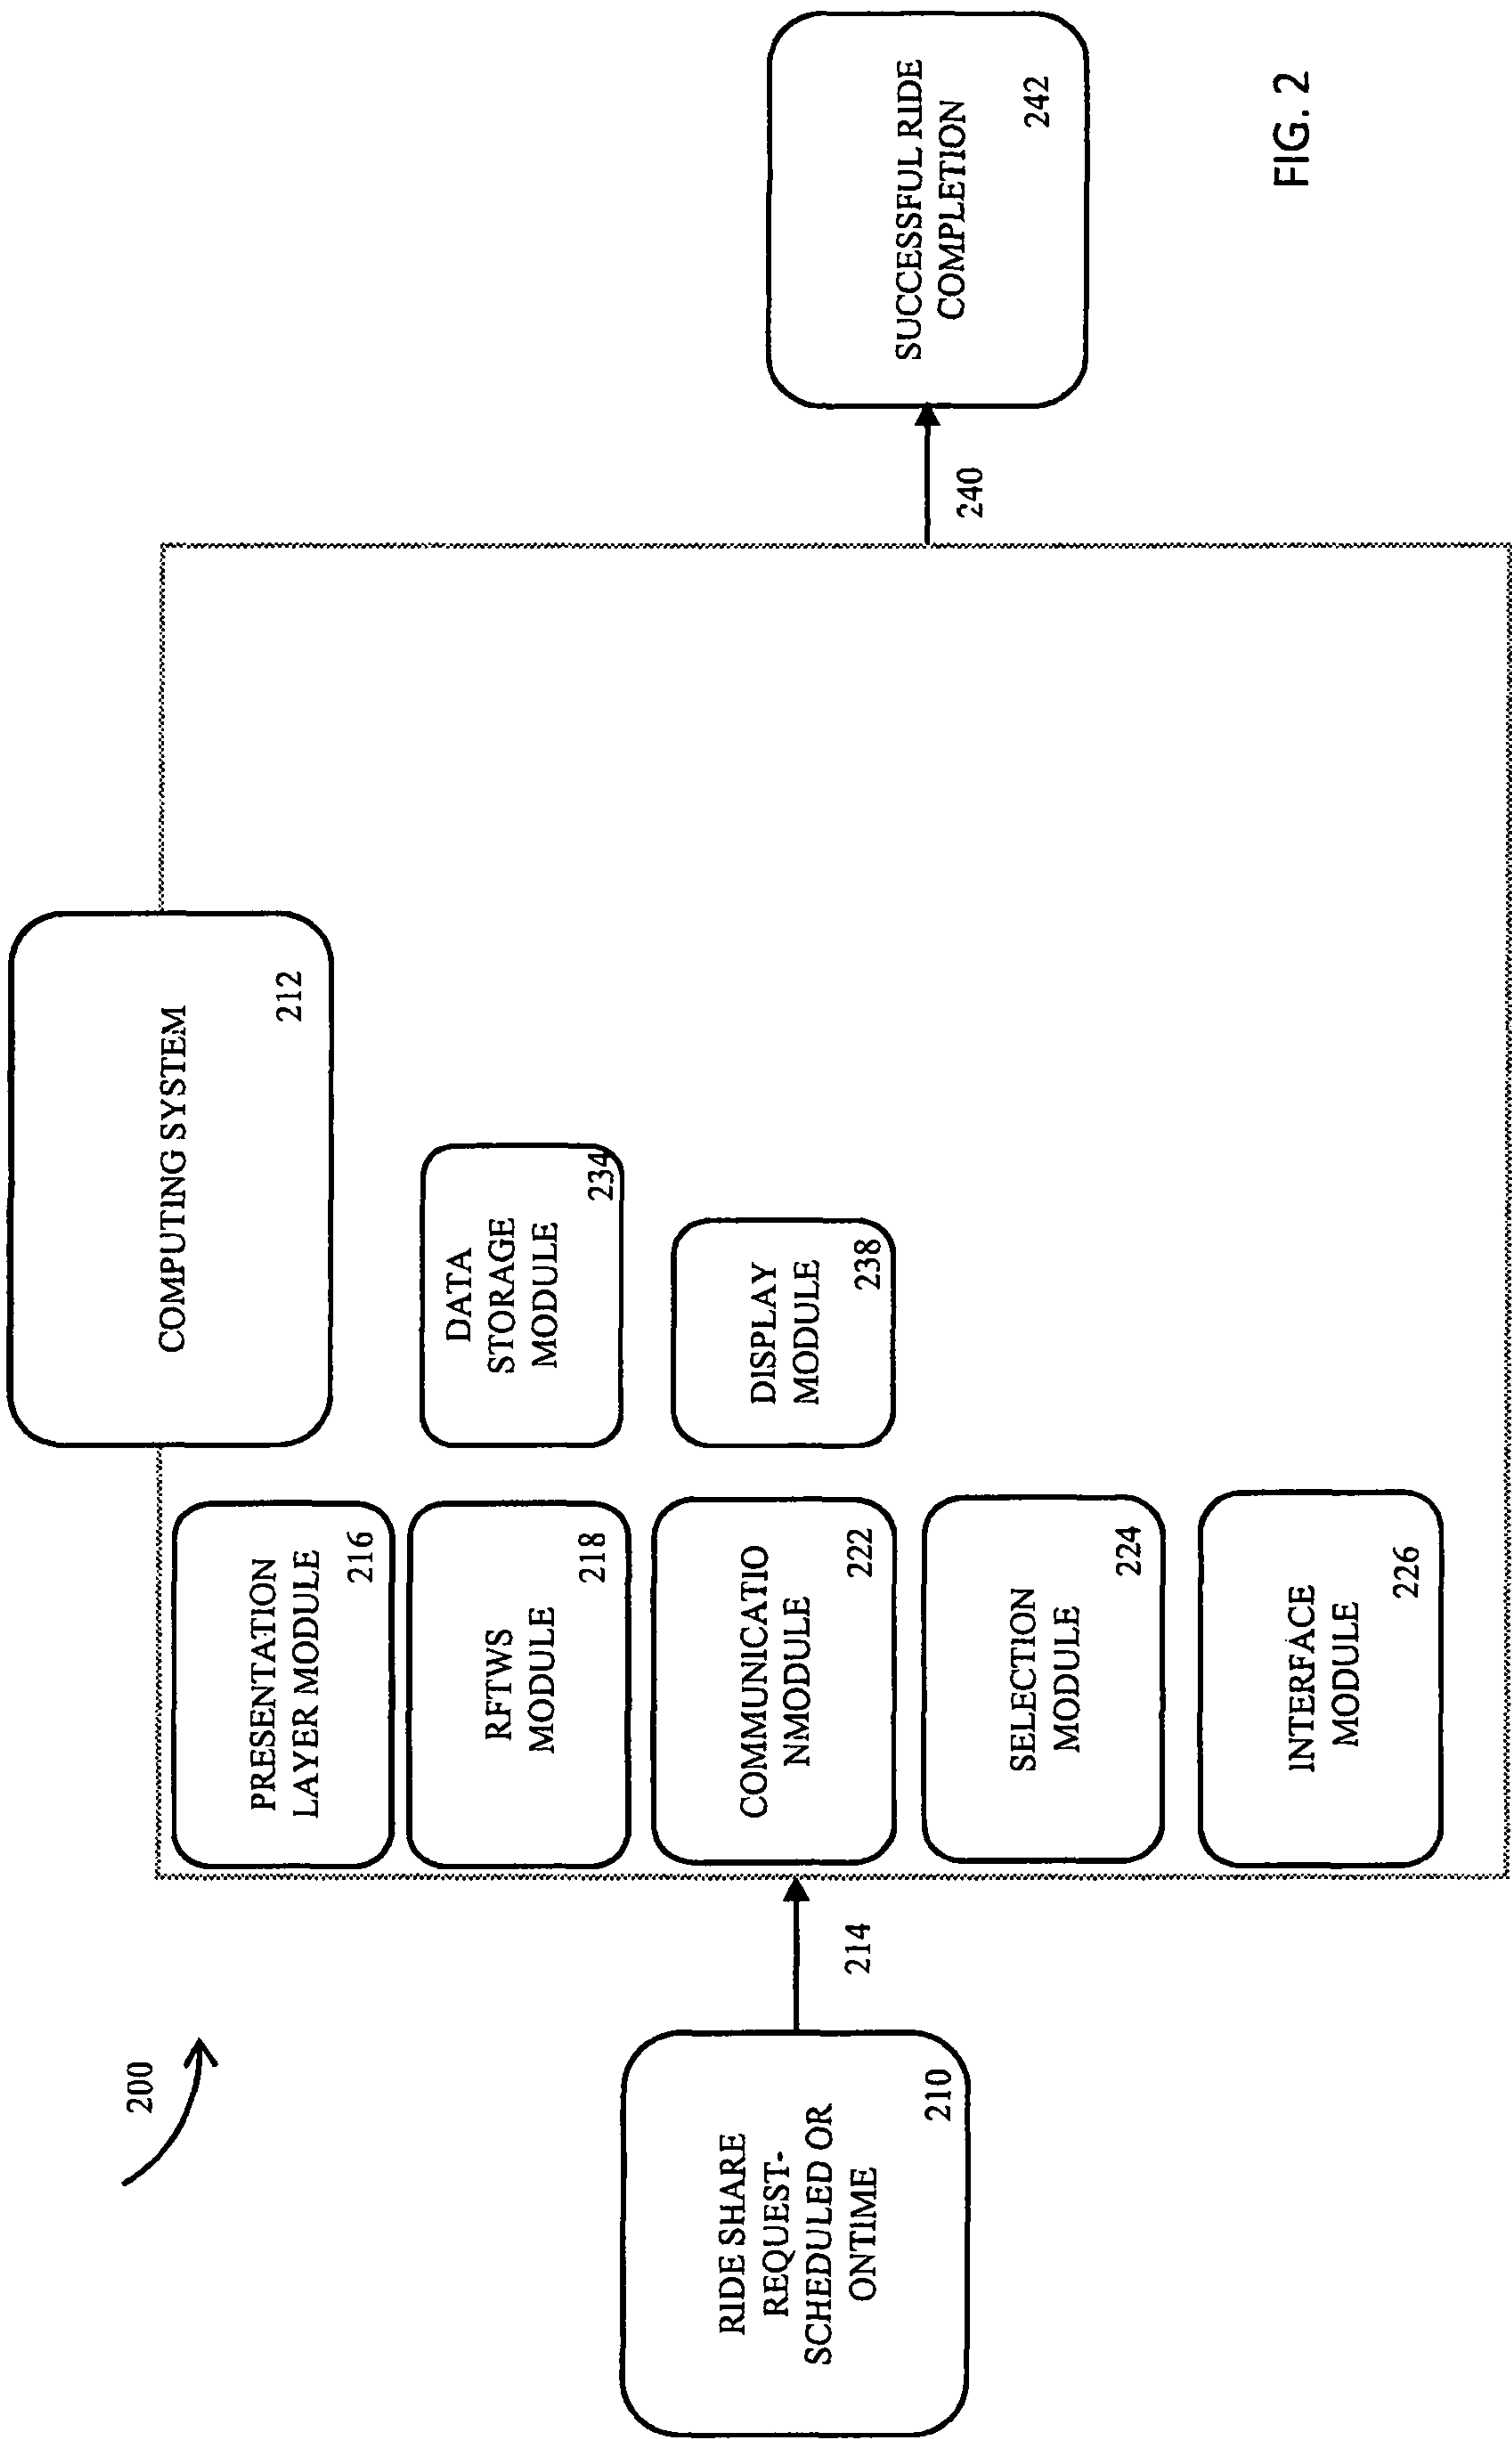 200
COMPUTING SYSTEM
212
RIDE SHARE
REQUEST-
SCHEDULED OR
ONTIME
210
214
PRESENTATION
LAYER MODULE
216
RFTWS
MODULE
218
COMMUNICATIO
NMODULE
222
SELECTION
MODULE
224
INTERFACE
MODULE
226
DATA
STORAGE
MODULE
234
DISPLAY
MODULE
238
240
SUCCESSFUL RIDE
COMPLETION
242
FIG. 2